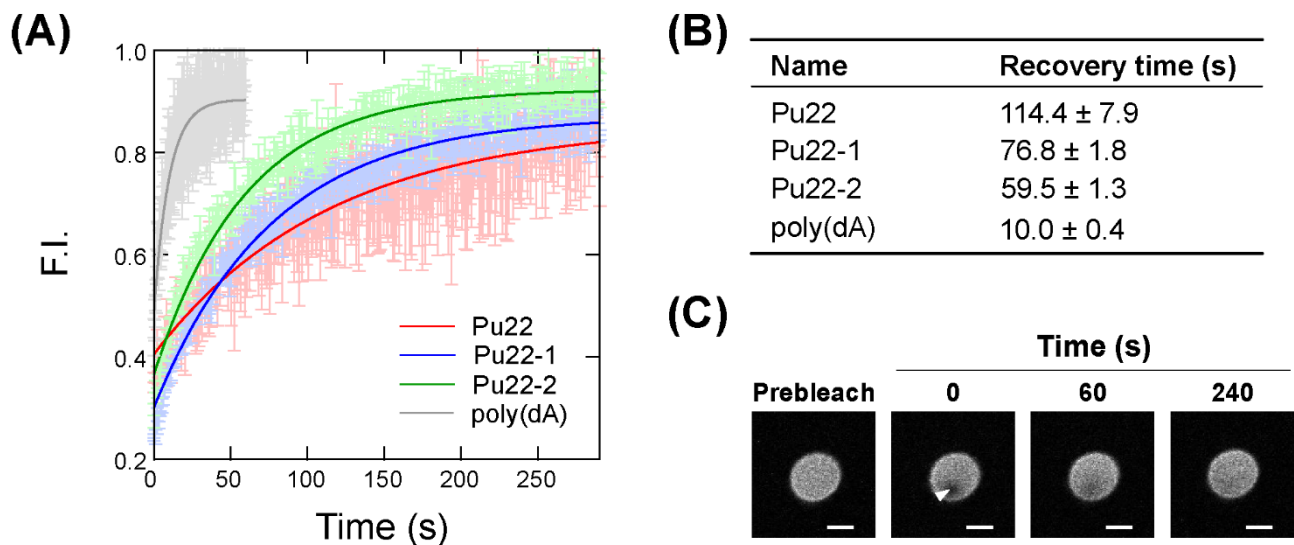 (A)
1.0
0.8
0.6
0.4
0.2
F.I.
0 50 100 150 200 250
Time (s)
Pu22
Pu22-1
Pu22-2
poly(dA)
(B)
Name Recovery time (s)
Pu22 114.4 ± 7.9
Pu22-1 76.8 ± 1.8
Pu22-2 59.5 ± 1.3
poly(dA) 10.0 ± 0.4
(C)
Time (s)
Prebleach 0 60 240